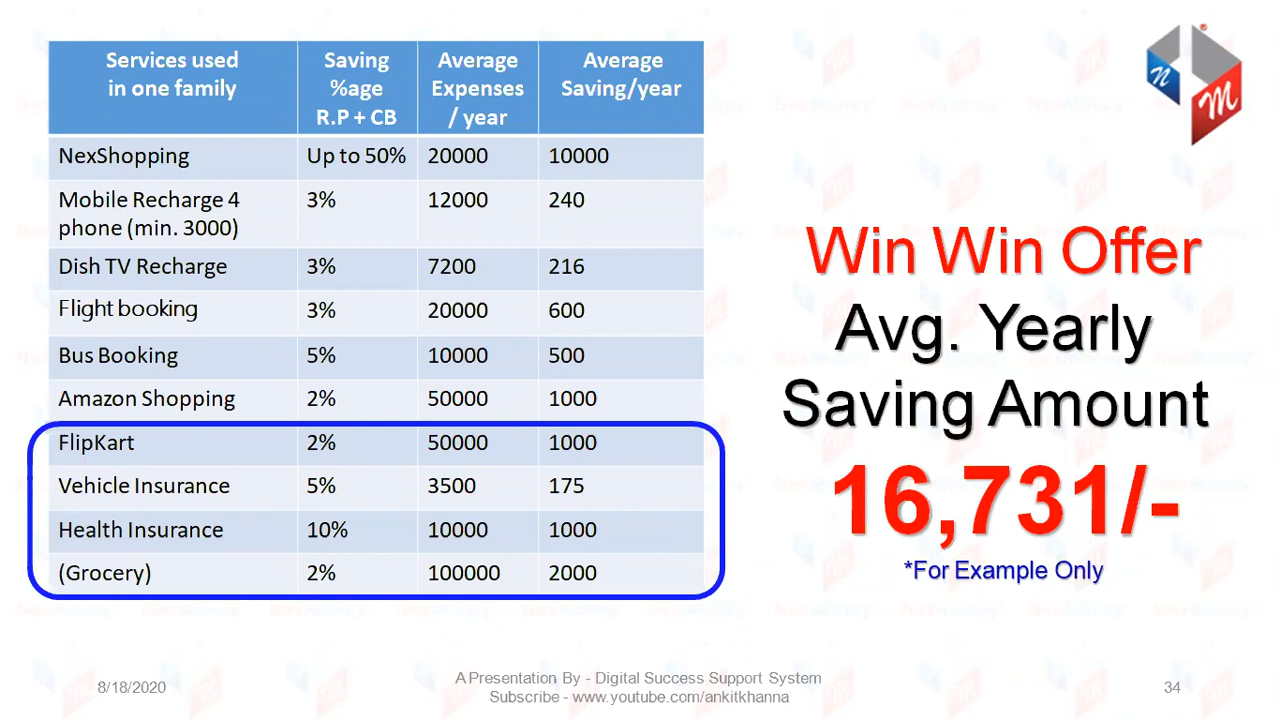 Services used in one family | Saving %age R.P + CB | Average Expenses / year | Average Saving/year
NexShopping | Up to 50% | 20000 | 10000
Mobile Recharge 4 phone (min. 3000) | 3% | 12000 | 240
Dish TV Recharge | 3% | 7200 | 216
Flight booking | 3% | 20000 | 600
Bus Booking | 5% | 10000 | 500
Amazon Shopping | 2% | 50000 | 1000
FlipKart | 2% | 50000 | 1000
Vehicle Insurance | 5% | 3500 | 175
Health Insurance | 10% | 10000 | 1000
(Grocery) | 2% | 100000 | 2000
n M
Win Win Offer
Avg. Yearly
Saving Amount
16,731/-
*For Example Only
8/18/2020
A Presentation By - Digital Success Support System
Subscribe - www.youtube.com/ankitkhanna
34